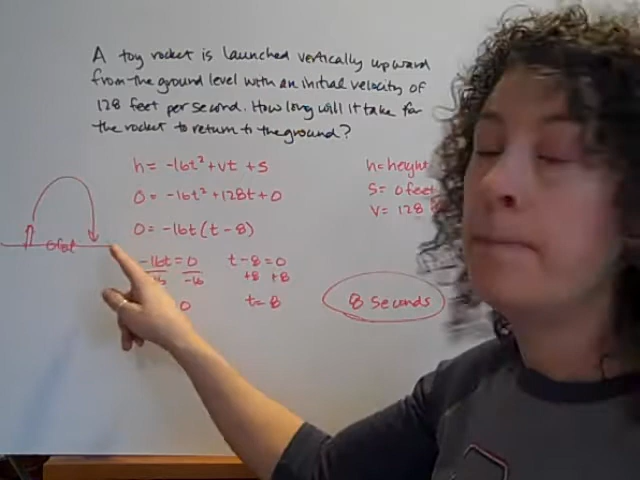 A toy rocket is launched vertically upward
from the ground level with an initial velocity of
128 feet per second. How long will it take for
the rocket to return to the ground?
h = -16t² + vt + s
h = height
0 = -16t² + 128t + 0
s = 0 feet
0 = -16t(t - 8)
v = 128
0 feet
-16t = 0 t - 8 = 0
-16 +8 +8
0 t = 8 8 seconds